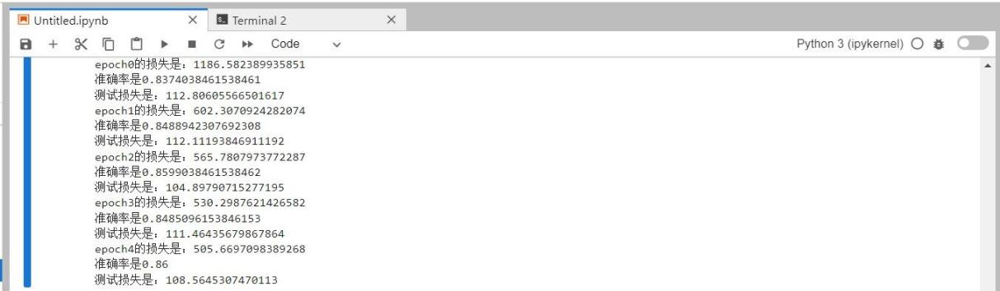 Untitled.ipynb
Terminal 2
Code
Python 3 (ipykernel)
epoch0的损失是：1186.582389935851
准确率是0.8374038461538461
测试损失是：112.80605566501617
epoch1的损失是：602.3070924282074
准确率是0.8488942307692308
测试损失是：112.11193846911192
epoch2的损失是：565.7807973772287
准确率是0.8599038461538462
测试损失是：104.89790715277195
epoch3的损失是：530.2987621426582
准确率是0.8485096153846153
测试损失是：111.46435679867864
epoch4的损失是：505.6697098389268
准确率是0.86
测试损失是：108.5645307470113